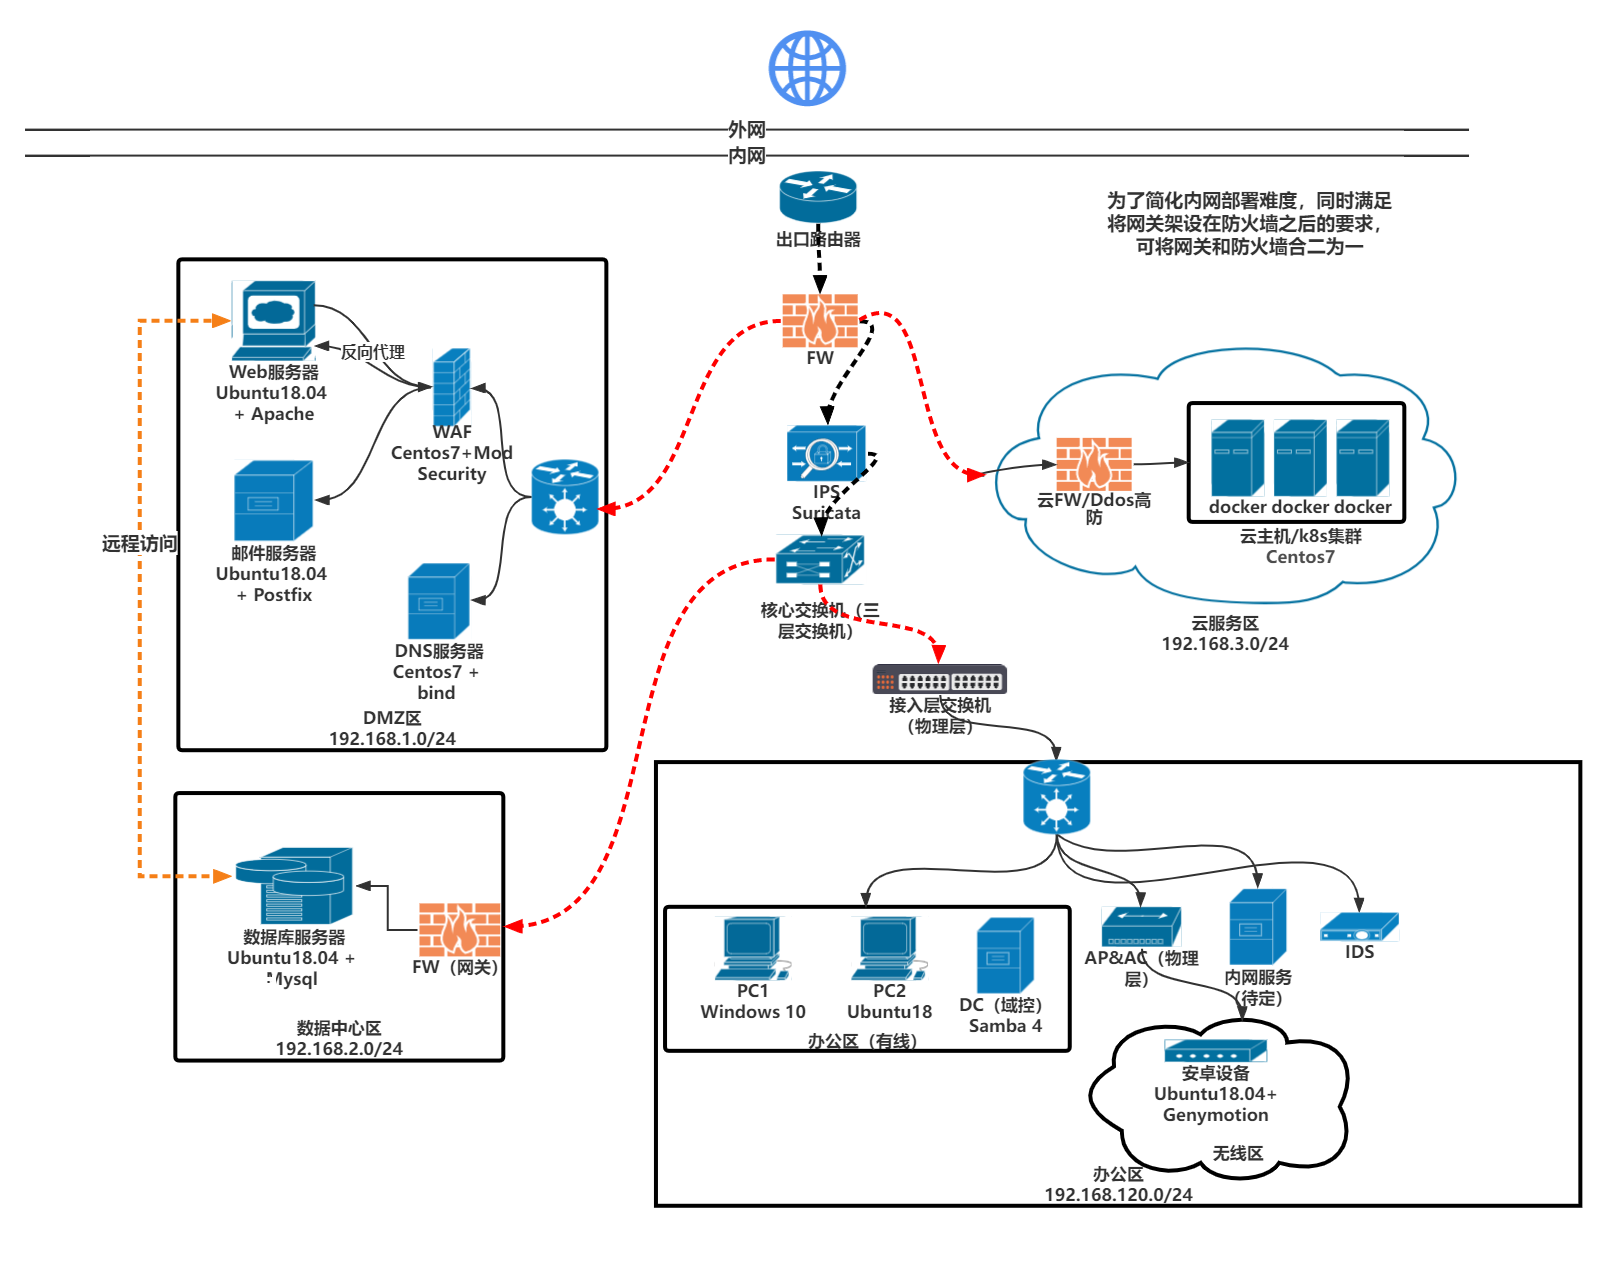 外网
内网
出口路由器
为了简化内网部署难度，同时满足
将网关架设在防火墙之后的要求，
可将网关和防火墙合二为一
FW
反向代理
Web服务器
Ubuntu18.04
+ Apache
WAF
Centos7+Mod
Security
邮件服务器
Ubuntu18.04
+ Postfix
DNS服务器
Centos7 +
bind
DMZ区
192.168.1.0/24
远程访问
IPS
Suricata
核心交换机（三
层交换机）
云FW/Ddos高
防
docker
docker
docker
云主机/k8s集群
Centos7
云服务区
192.168.3.0/24
接入层交换机
（物理层）
数据库服务器
Ubuntu18.04 +
Mysql
FW（网关）
数据中心区
192.168.2.0/24
PC1
Windows 10
PC2
Ubuntu18
DC（域控）
Samba 4
办公区（有线）
AP&AC（物理
层）
内网服务
（待定）
IDS
安卓设备
Ubuntu18.04+
Genymotion
无线区
办公区
192.168.120.0/24